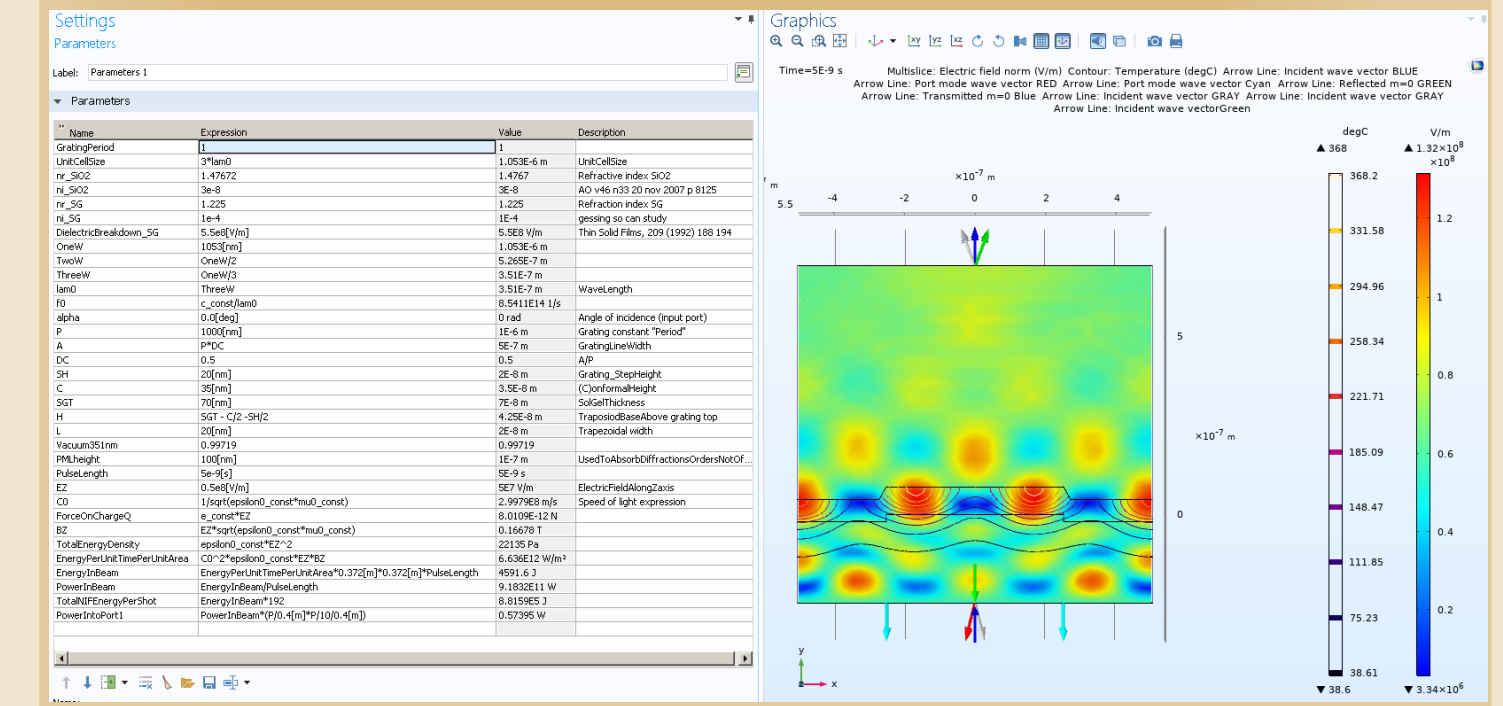 Settings
Parameters
Label: Parameters 1
Parameters
Name Expression Value Description
GratingPeriod 1 1
UnitCellSize 3*lam0 1.053E-6 m UnitCellSize
nr_SiO2 1.47672 1.4767 Refractive index SiO2
ni_SiO2 3e-8 3E-8 AO v46 n33 20 nov 2007 p 8125
nr_SG 1.225 1.225 Refraction index SG
ni_SG 1e-4 1E-4 gessing so can study
DielectricBreakdown_SG 5.5e8[V/m] 5.5E8 V/m Thin Solid Films, 209 (1992) 188 194
OneW 1053[nm] 1.053E-6 m
TwoW OneW/2 5.265E-7 m
ThreeW OneW/3 3.51E-7 m
lam0 ThreeW 3.51E-7 m WaveLength
f0 c_const/lam0 8.5411E14 1/s
alpha 0.0[deg] 0 rad Angle of incidence (input port)
P 1000[nm] 1E-6 m Grating constant "Period"
A P*DC 5E-7 m GratingLineWidth
DC 0.5 0.5 A/P
SH 20[nm] 2E-8 m Grating_StepHeight
C 35[nm] 3.5E-8 m (C)onformalHeight
SGT 70[nm] 7E-8 m SolGelThickness
H SGT - C/2 -SH/2 4.25E-8 m TraposiodBaseAbove grating top
L 20[nm] 2E-8 m Trapezoidal width
Vacuum351nm 0.99719 0.99719
PMLheight 100[nm] 1E-7 m UsedToAbsorbDiffractionsOrdersNotOf...
PulseLength 5e-9[s] 5E-9 s
EZ 0.5e8[V/m] 5E7 V/m ElectricFieldAlongZaxis
C0 1/sqrt(epsilon0_const*mu0_const) 2.9979E8 m/s Speed of light expression
ForceOnChargeQ e_const*EZ 8.0109E-12 N
BZ EZ*sqrt(epsilon0_const*mu0_const) 0.16678 T
TotalEnergyDensity epsilon0_const*EZ^2 22135 Pa
EnergyPerUnitTimePerUnitArea C0^2*epsilon0_const*EZ*BZ 6.636E12 W/m²
EnergyInBeam EnergyPerUnitTimePerUnitArea*0.372[m]*0.372[m]*PulseLength 4591.6 J
PowerInBeam EnergyInBeam/PulseLength 9.1832E11 W
TotalNIFEnergyPerShot EnergyInBeam*192 8.8159E5 J
PowerIntoPort1 PowerInBeam*(P/0.4[m]*P/10/0.4[m]) 0.57395 W
Graphics
xy yz xz
Time=5E-9 s Multislice: Electric field norm (V/m) Contour: Temperature (degC) Arrow Line: Incident wave vector BLUE
Arrow Line: Port mode wave vector RED Arrow Line: Port mode wave vector Cyan Arrow Line: Reflected m=0 GREEN
Arrow Line: Transmitted m=0 Blue Arrow Line: Incident wave vector GRAY Arrow Line: Incident wave vector GRAY
Arrow Line: Incident wave vectorGreen
degC V/m
▲ 368 ▲ 1.32×10⁸
×10⁸
×10⁻⁷ m
m
5.5
-4 -2 0 2 4
5
0
×10⁻⁷ m
y
z x
368.2
331.58
294.96
258.34
221.71
185.09
148.47
111.85
75.23
38.61
▼ 38.6
1.2
1
0.8
0.6
0.4
0.2
▼ 3.34×10⁶